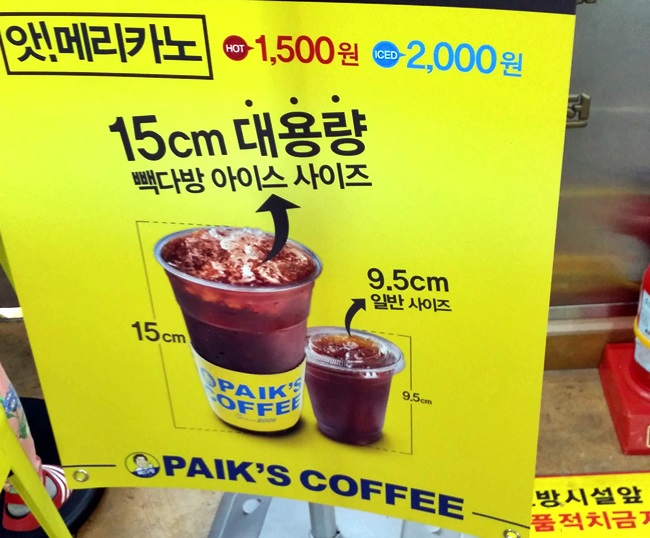 앗!메리카노 HOT 1,500원 ICED 2,000원
15cm 대용량
빽다방 아이스 사이즈
9.5cm
일반 사이즈
15cm
PAIK'S
COFFEE
9.5cm
PAIK'S COFFEE
방시설앞
품적치금